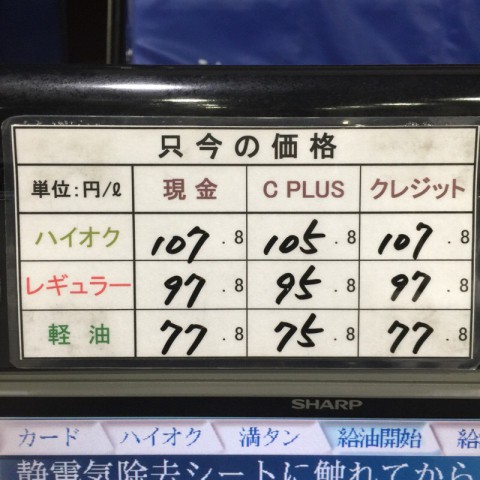 只今の価格
単位:円/ℓ 現金 C PLUS クレジット
ハイオク 107.8 105.8 107.8
レギュラー 97.8 95.8 97.8
軽油 77.8 75.8 77.8
SHARP
カード ハイオク 満タン 給油開始 給
静電気除去シートに触れてから